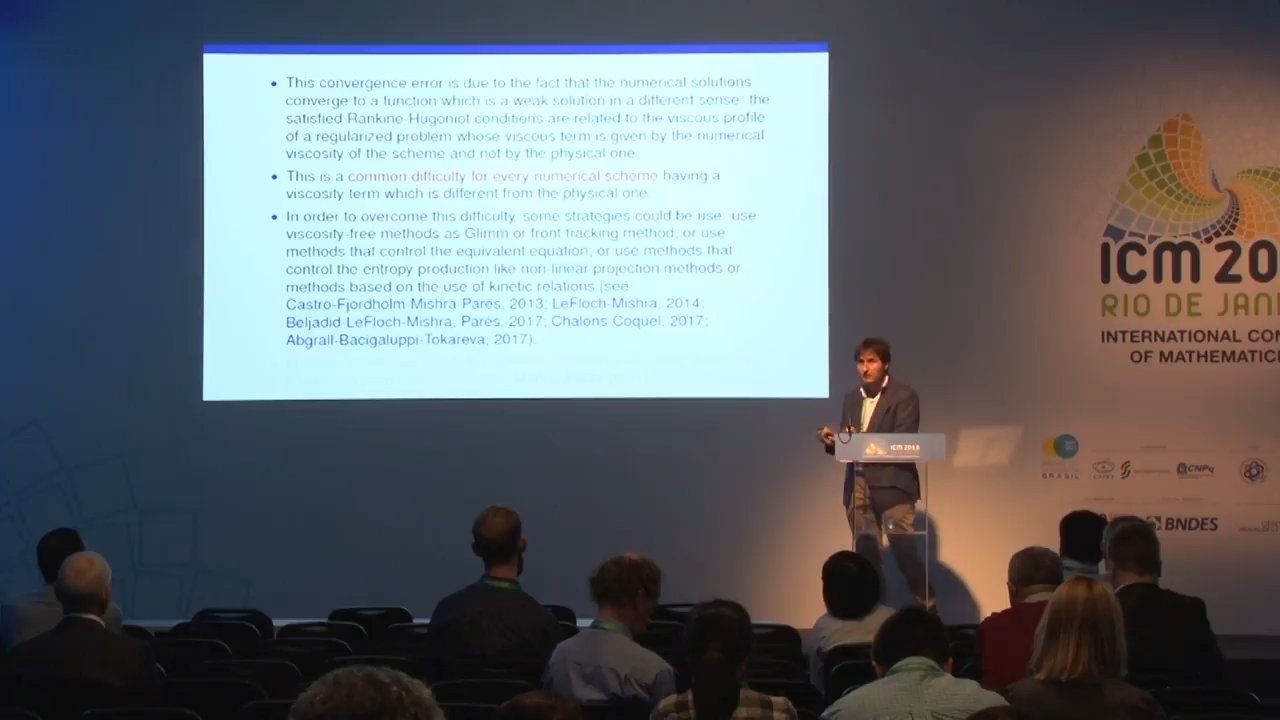 This convergence error is due to the fact that the numerical solutions
converge to a function which is a weak solution in a different sense: the
satisfied Rankine-Hugoniot conditions are related to the viscous profile
of a regularized problem whose viscous term is given by the numerical
viscosity of the scheme and not by the physical one.
This is a common difficulty for every numerical scheme having a
viscosity term which is different from the physical one.
In order to overcome this difficulty, some strategies could be use: use
viscosity-free methods as Glimm or front tracking method; or use
methods that control the equivalent equation; or use methods that
control the entropy production like non-linear projection methods or
methods based on the use of kinetic relations (see
Castro-Fjordholm-Mishra-Parés, 2013; LeFloch-Mishra, 2014;
Beljadid-LeFloch-Mishra, Parés, 2017; Chalons-Coquel, 2017;
Abgrall-Bacigaluppi-Tokareva, 2017).
ICM 20
RIO DE JAN
INTERNATIONAL CON
OF MATHEMATIC
ICM 2018
BRASIL
CNPq
BNDES